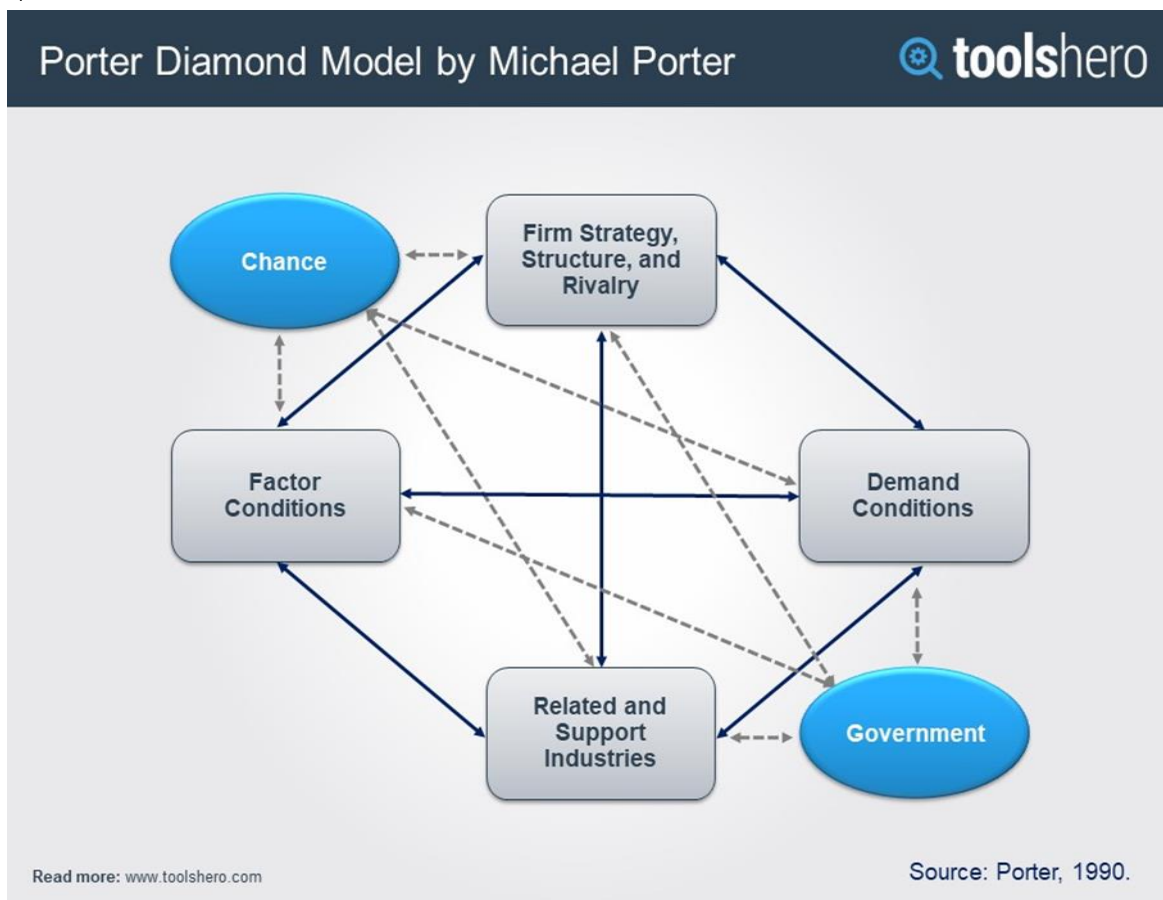 Porter Diamond Model by Michael Porter
toolshero
Chance
Firm Strategy,
Structure, and
Rivalry
Factor
Conditions
Demand
Conditions
Related and
Support
Industries
Government
Read more: www.toolshero.com
Source: Porter, 1990.